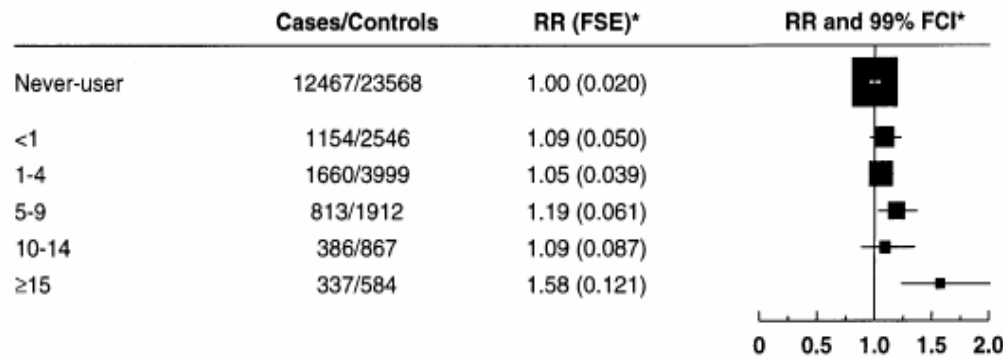 Cases/Controls RR (FSE)* RR and 99% FCI*
Never-user 12467/23568 1.00 (0.020)
<1 1154/2546 1.09 (0.050)
1-4 1660/3999 1.05 (0.039)
5-9 813/1912 1.19 (0.061)
10-14 386/867 1.09 (0.087)
≥15 337/584 1.58 (0.121)
0 0.5 1.0 1.5 2.0